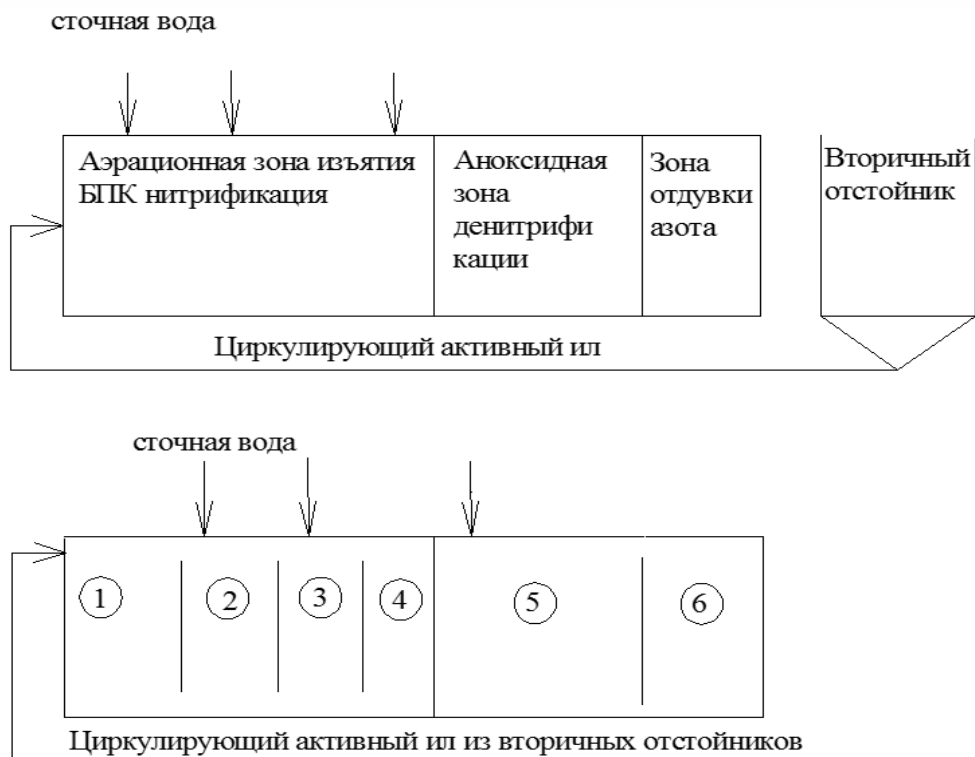 сточная вода
Аэрационная зона изъятия
БПК нитрификация
Аноксидная
зона
денитрифи
кации
Зона
отдувки
азота
Вторичный
отстойник
Циркулирующий активный ил
сточная вода
1
2
3
4
5
6
Циркулирующий активный ил из вторичных отстойников